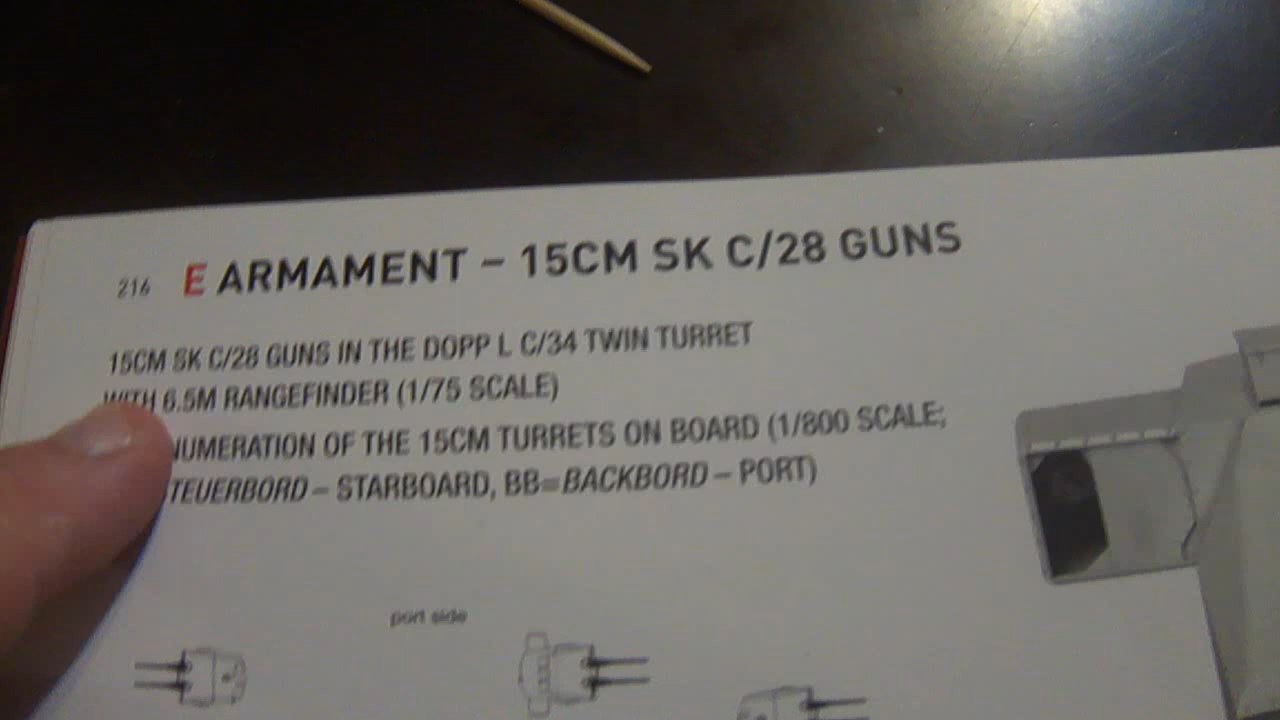 216 E ARMAMENT – 15CM SK C/28 GUNS
15CM SK C/28 GUNS IN THE DOPP L C/34 TWIN TURRET
WITH 6.5M RANGEFINDER (1/75 SCALE)
NUMERATION OF THE 15CM TURRETS ON BOARD (1/800 SCALE;
TEUERBORD – STARBOARD, BB=BACKBORD – PORT)
port side